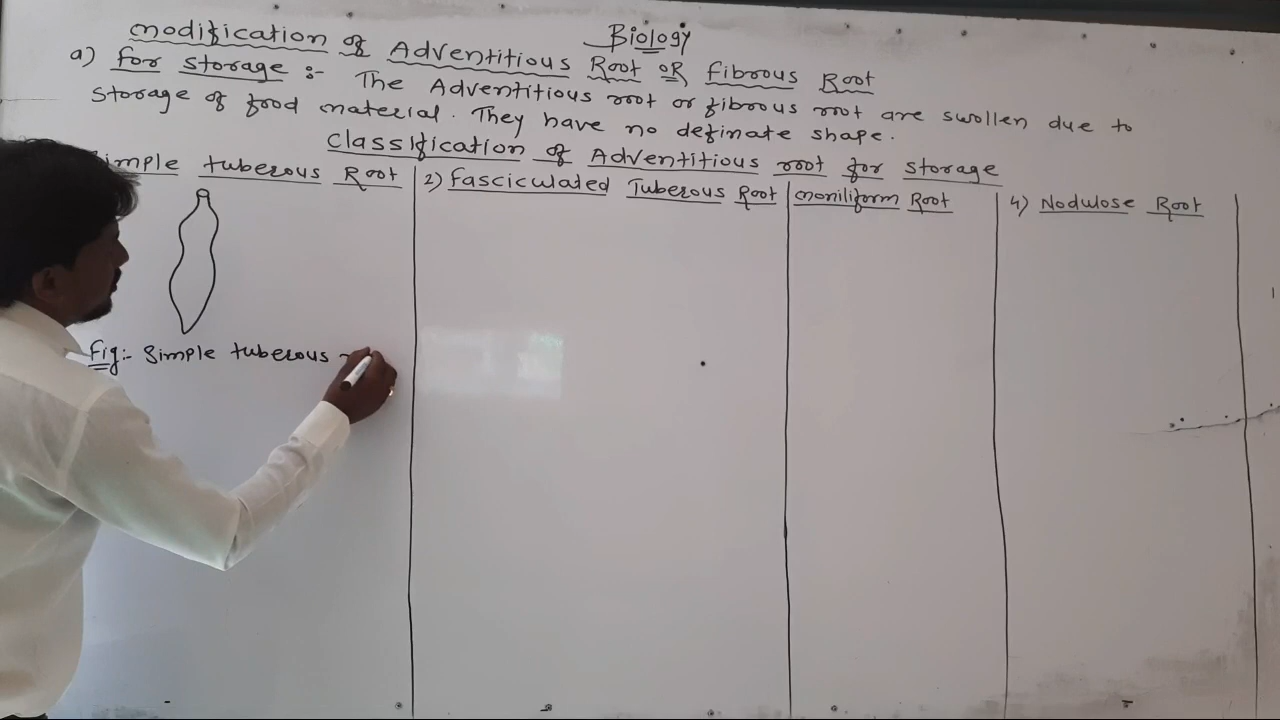 Biology
modification of Adventitious Root OR fibrous Root
a) for storage :- The Adventitious root or fibrous root are swollen due to
storage of food material. They have no definate shape.
Classification of Adventitious root for storage
Simple tuberous Root
2) fasciculated Tuberous Root
moniliform Root
4) Nodulose Root
Fig:- Simple tuberous